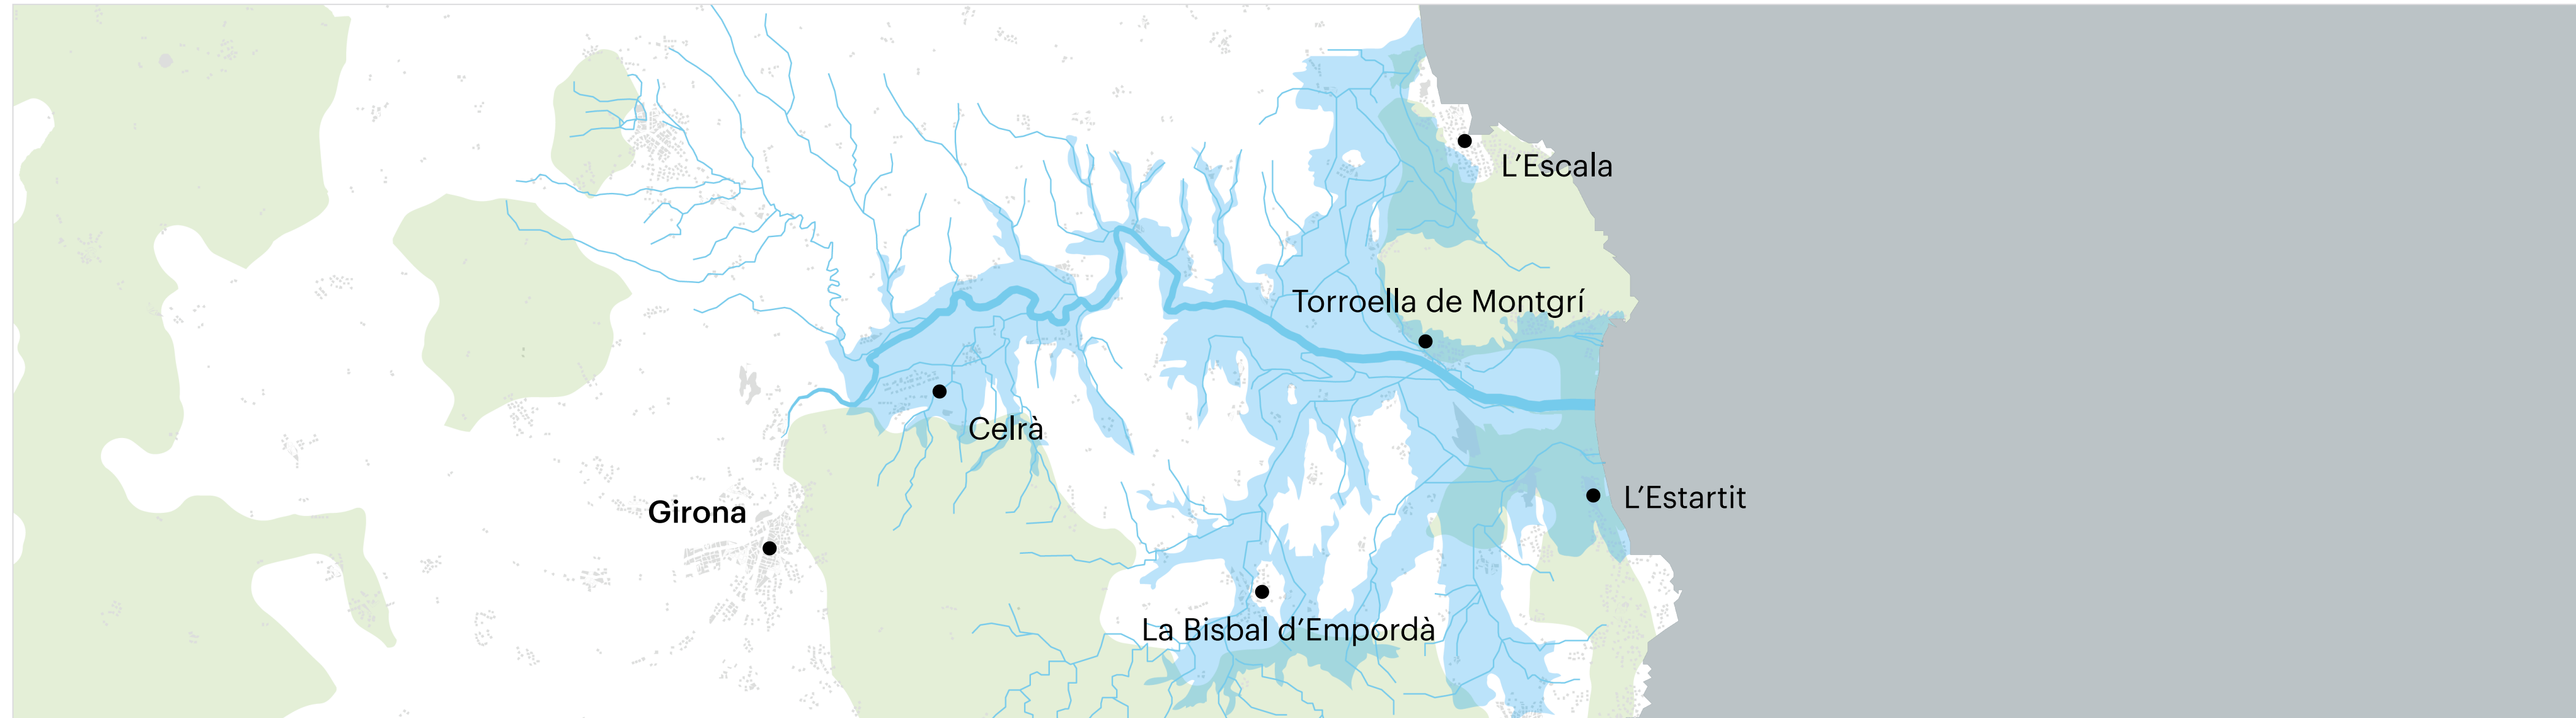 L’Escala
Torroella de Montgrí
Celrà
L’Estartit
Girona
La Bisbal d’Empordà